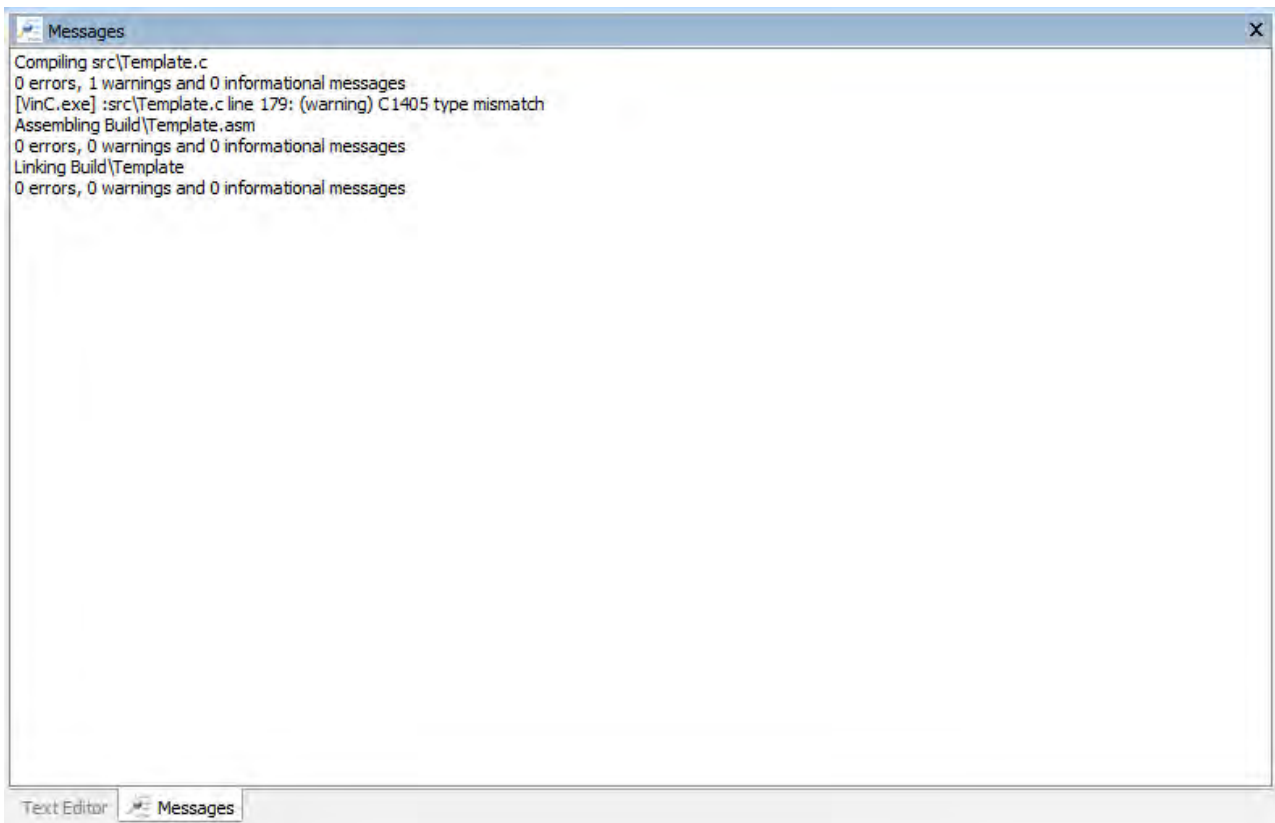 Messages
Compiling src\Template.c
0 errors, 1 warnings and 0 informational messages
[VinC.exe] :src\Template.c line 179: (warning) C1405 type mismatch
Assembling Build\Template.asm
0 errors, 0 warnings and 0 informational messages
Linking Build\Template
0 errors, 0 warnings and 0 informational messages
Text Editor Messages